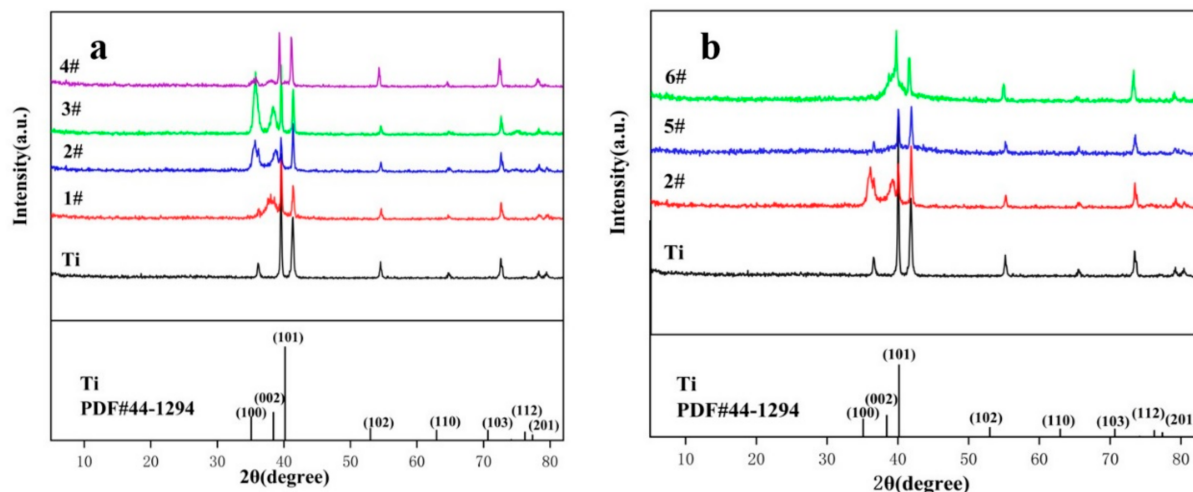 a
4#
3#
2#
1#
Ti
Intensity(a.u.)
(101)
(002)
(100)
(102)
(110)
(103)
(112)
(201)
Ti
PDF#44-1294
10 20 30 40 50 60 70 80
2θ(degree)
b
6#
5#
2#
Ti
Intensity(a.u.)
(101)
(002)
(100)
(102)
(110)
(103)
(112)
(201)
Ti
PDF#44-1294
10 20 30 40 50 60 70 80
2θ(degree)